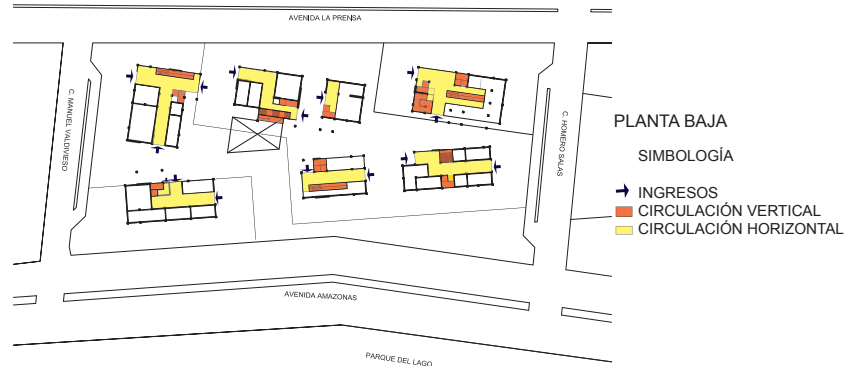 AVENIDA LA PRENSA
C. MANUEL VALDIVIESO
C. HOMERO SALAS
AVENIDA AMAZONAS
PARQUE DEL LAGO
PLANTA BAJA
SIMBOLOGÍA
INGRESOS
CIRCULACIÓN VERTICAL
CIRCULACIÓN HORIZONTAL